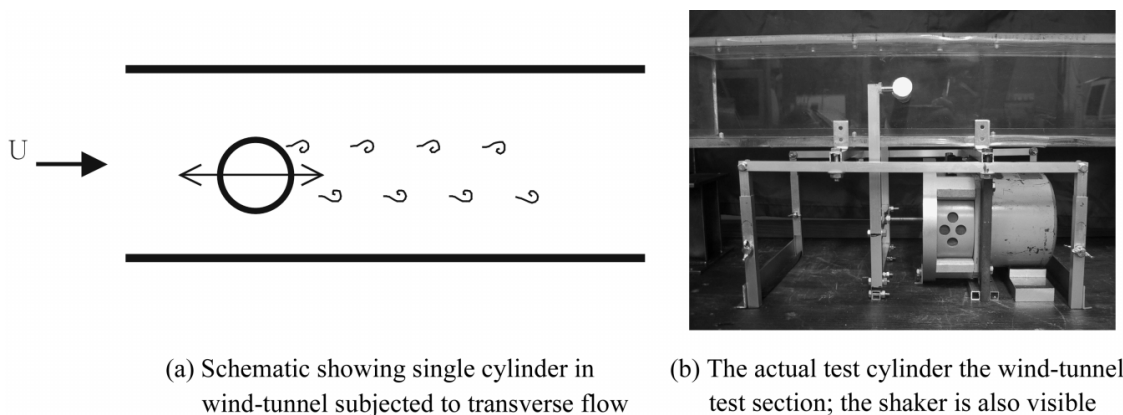 U
(a) Schematic showing single cylinder in
wind-tunnel subjected to transverse flow
(b) The actual test cylinder the wind-tunnel
test section; the shaker is also visible